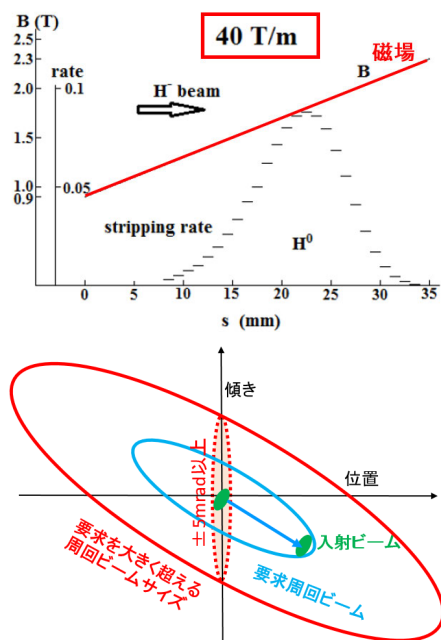 B (T)
40 T/m
2.5
2.3
磁場
rate
B
2.0
0.1
H⁻ beam
1.5
1.0
0.05
0.9
stripping rate
H⁰
0
5
10
15
20
25
30
35
s (mm)
傾き
位置
±5mrad以上
入射ビーム
要求周回ビーム
要求を大きく超える
周回ビームサイズ